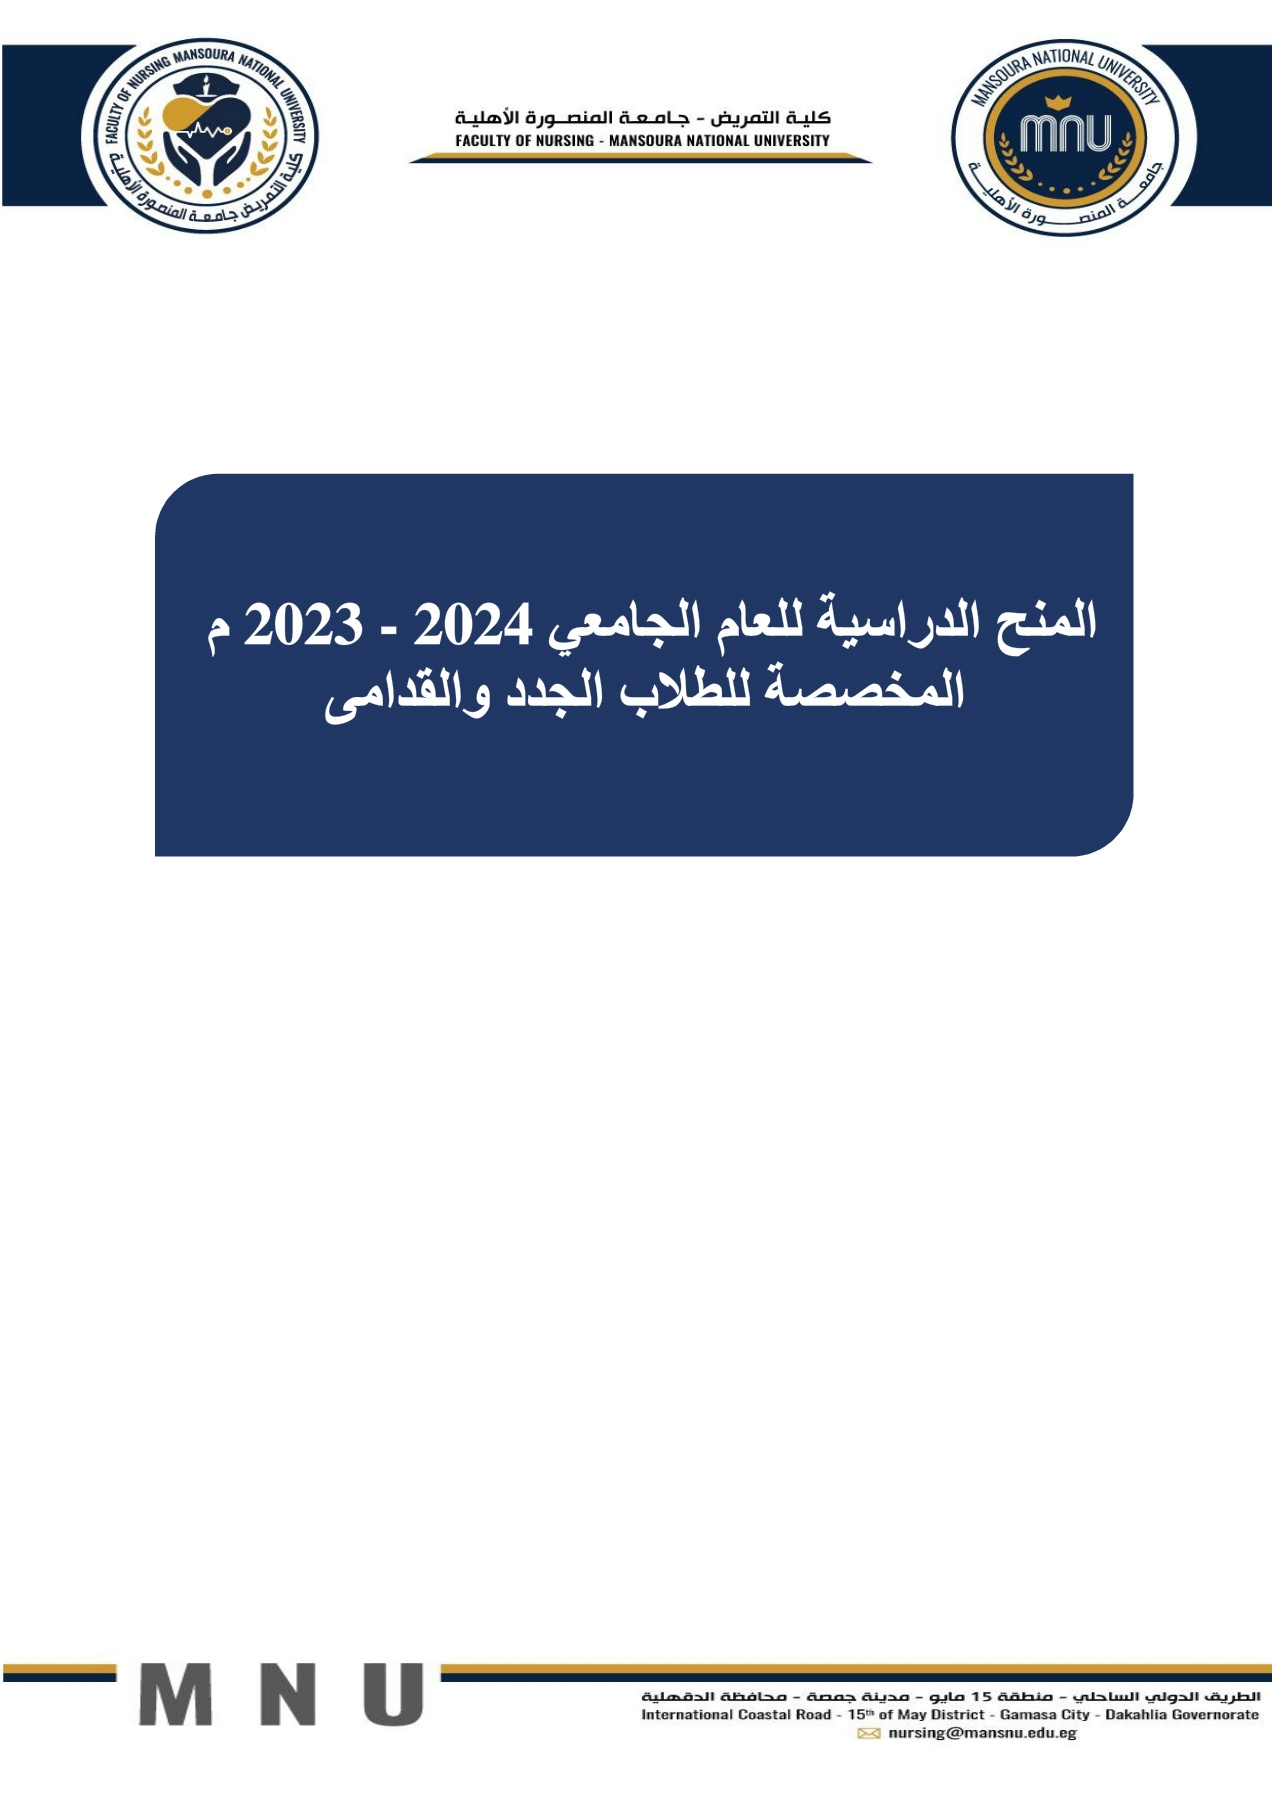 FACULTY OF NURSING MANSOURA NATIONAL UNIVERSITY
كلية التمريض جامعة المنصورة الأهلية
كليـة التمريض - جـامـعـة المنصـورة الأهليـة
FACULTY OF NURSING - MANSOURA NATIONAL UNIVERSITY
MANSOURA NATIONAL UNIVERSITY
mnu
جامعـــة المنصـــــورة الأهليـــة
المنح الدراسية للعام الجامعي 2024 - 2023 م
المخصصة للطلاب الجدد والقدامى
M N U
الطريق الدولي الساحلي - منطقة 15 مايو - مدينة جمصة - محافظة الدقهلية
International Coastal Road - 15th of May District - Gamasa City - Dakahlia Governorate
nursing@mansnu.edu.eg